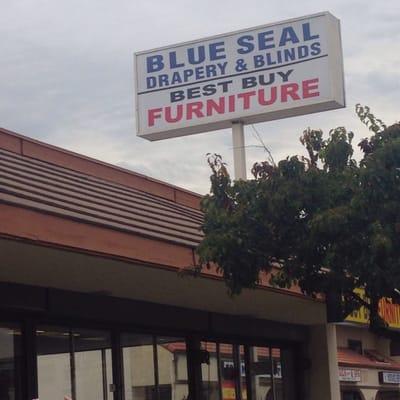 BLUE SEAL
DRAPERY & BLINDS
BEST BUY
FURNITURE